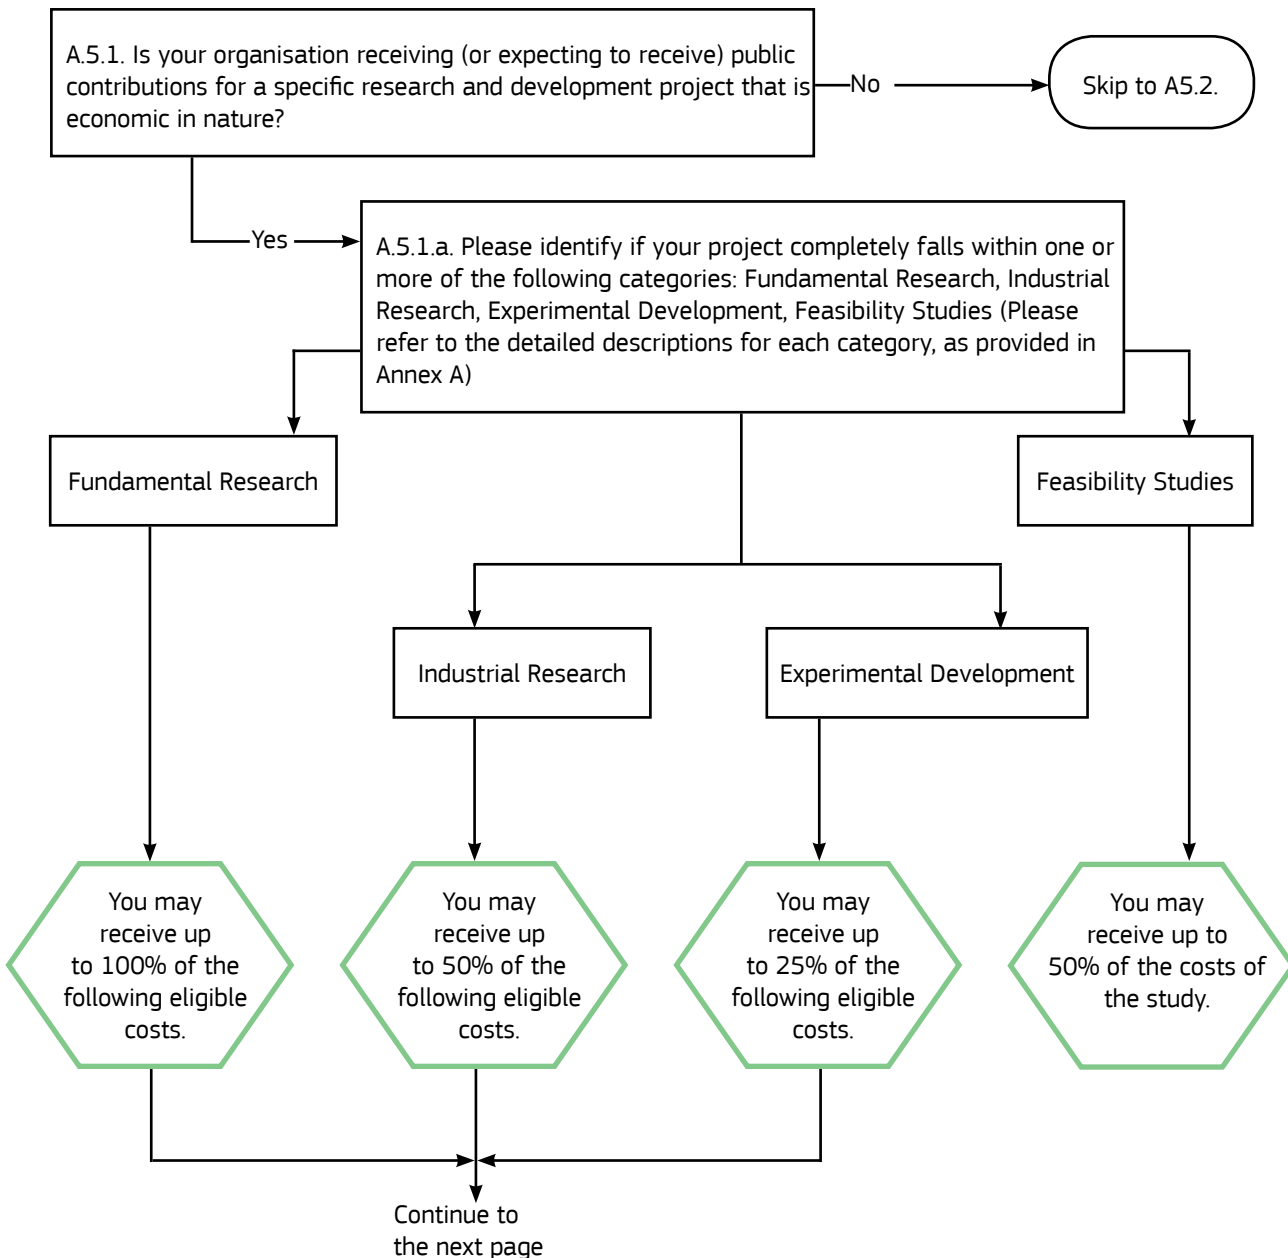 A.5.1. Is your organisation receiving (or expecting to receive) public
contributions for a specific research and development project that is
economic in nature?
No
Skip to A5.2.
Yes
A.5.1.a. Please identify if your project completely falls within one or
more of the following categories: Fundamental Research, Industrial
Research, Experimental Development, Feasibility Studies (Please
refer to the detailed descriptions for each category, as provided in
Annex A)
Fundamental Research
Feasibility Studies
Industrial Research
Experimental Development
You may
receive up
to 100% of the
following eligible
costs.
You may
receive up
to 50% of the
following eligible
costs.
You may
receive up
to 25% of the
following eligible
costs.
You may
receive up to
50% of the costs of
the study.
Continue to
the next page